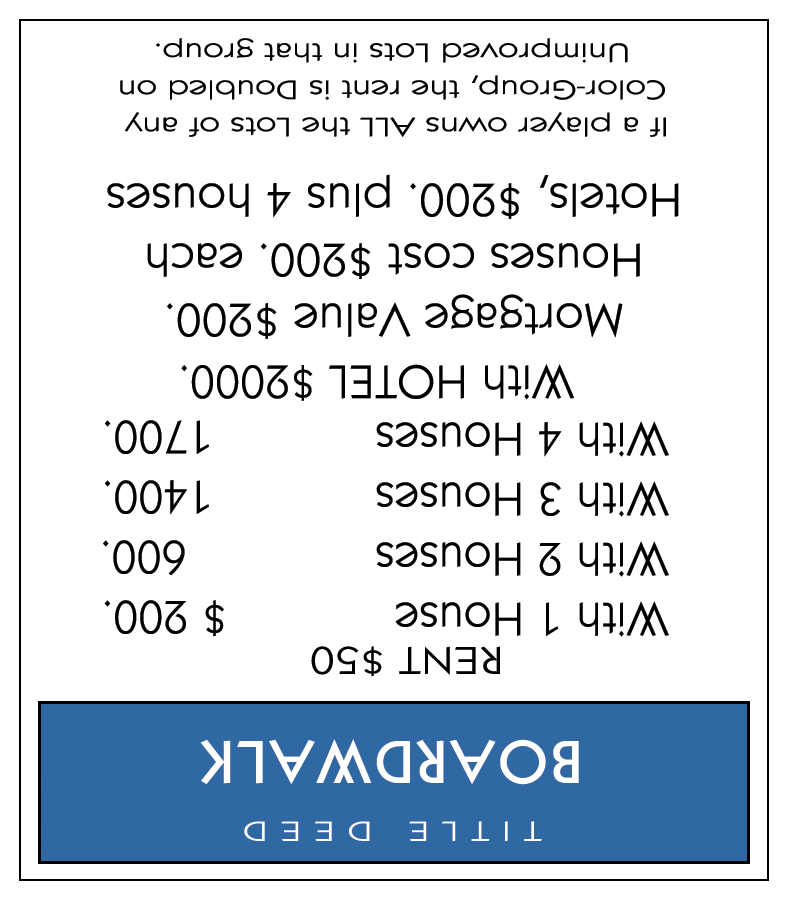 TITLE DEED
BOARDWALK
RENT $50
With 1 House $ 200.
With 2 Houses 600.
With 3 Houses 1400.
With 4 Houses 1700.
With HOTEL $2000.
Mortgage Value $200.
Houses cost $200. each
Hotels, $200. plus 4 houses
If a player owns ALL the Lots of any
Color-Group, the rent is Doubled on
Unimproved Lots in that group.